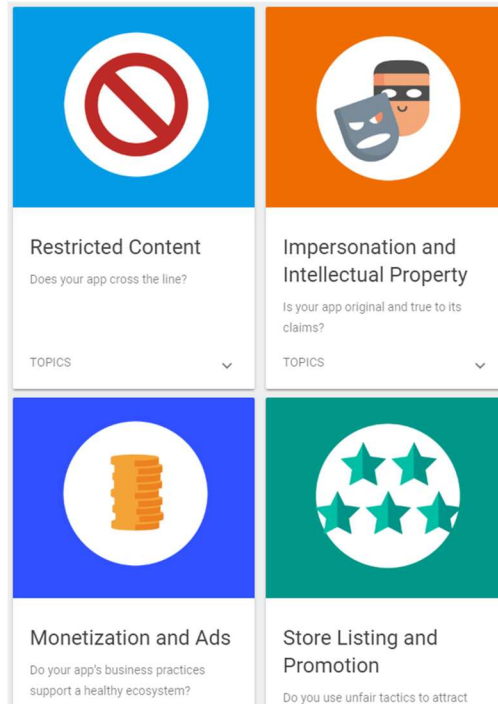 Restricted Content
Does your app cross the line?
TOPICS
Impersonation and
Intellectual Property
Is your app original and true to its
claims?
TOPICS
Monetization and Ads
Do your app's business practices
support a healthy ecosystem?
Store Listing and
Promotion
Do you use unfair tactics to attract